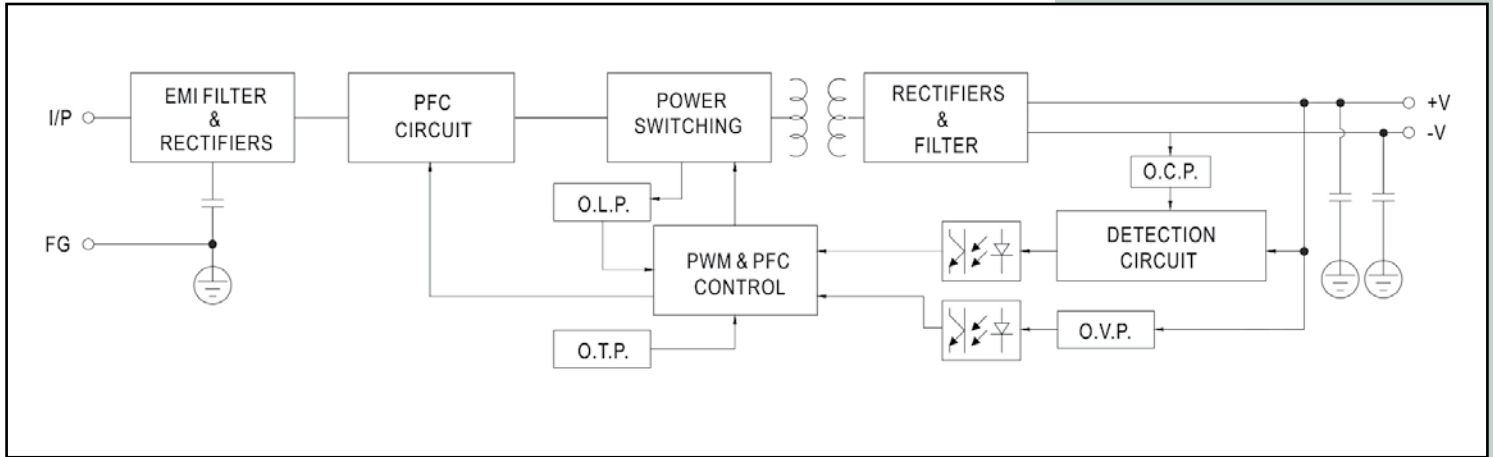 I/P
EMI FILTER
&
RECTIFIERS
PFC
CIRCUIT
POWER
SWITCHING
RECTIFIERS
&
FILTER
+V
-V
O.C.P.
O.L.P.
FG
PWM & PFC
CONTROL
DETECTION
CIRCUIT
O.T.P.
O.V.P.